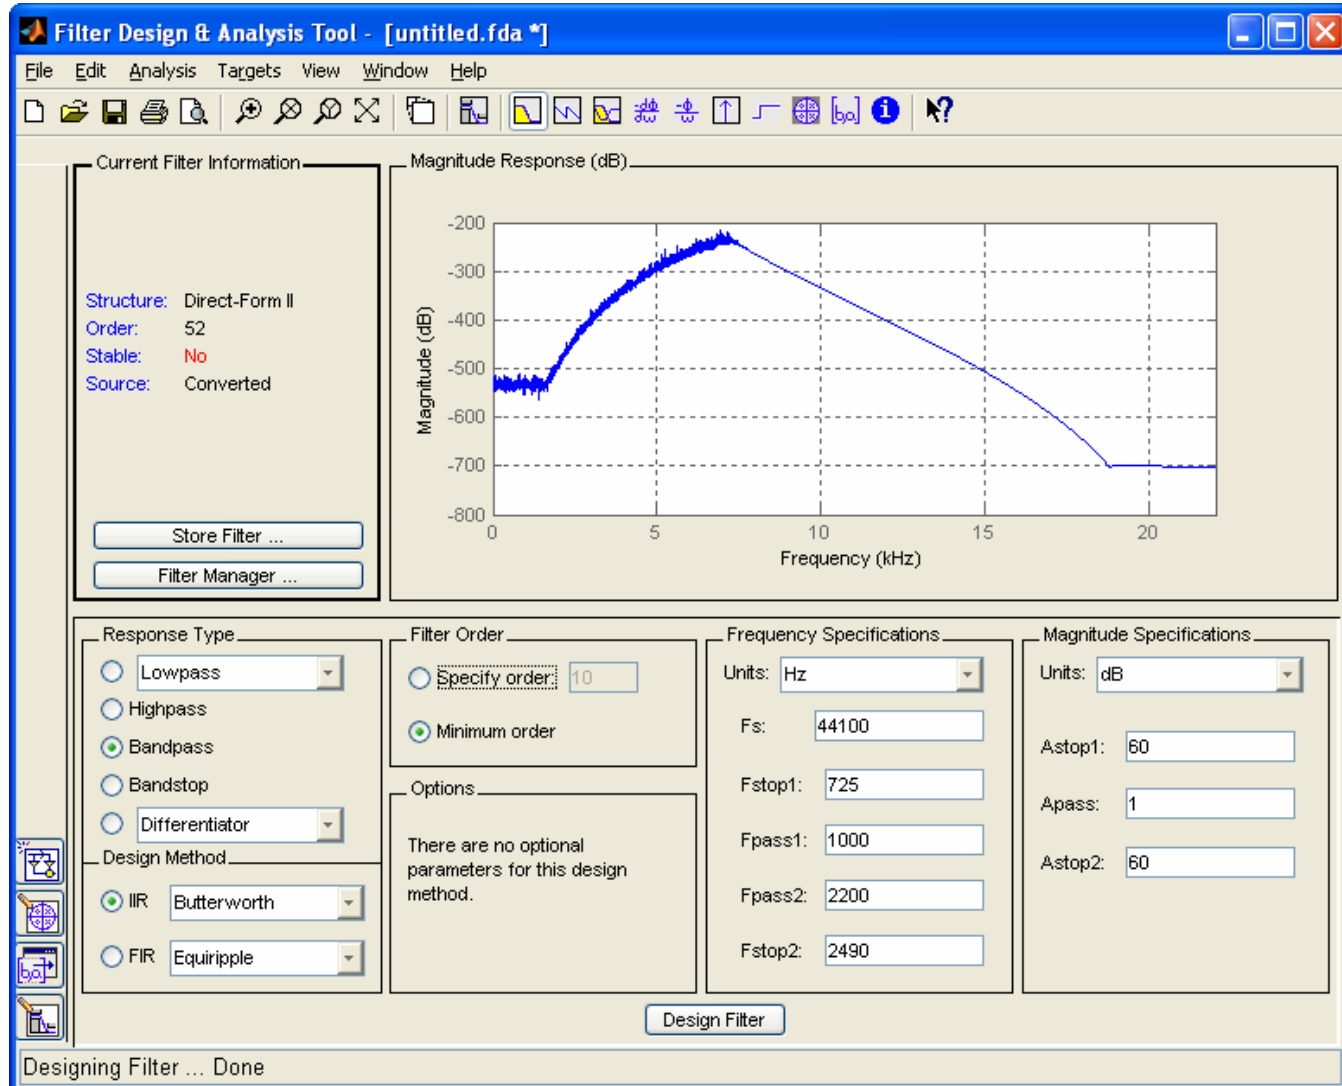 Filter Design & Analysis Tool - [untitled.fda *]
File Edit Analysis Targets View Window Help
Current Filter Information
Structure: Direct-Form II
Order: 52
Stable: No
Source: Converted
Store Filter ...
Filter Manager ...
Magnitude Response (dB)
Magnitude (dB)
-200
-300
-400
-500
-600
-700
-800
0 5 10 15 20
Frequency (kHz)
Response Type
Lowpass
Highpass
Bandpass
Bandstop
Differentiator
Design Method
IIR Butterworth
FIR Equiripple
Filter Order
Specify order: 10
Minimum order
Options
There are no optional
parameters for this design
method.
Frequency Specifications
Units: Hz
Fs: 44100
Fstop1: 725
Fpass1: 1000
Fpass2: 2200
Fstop2: 2490
Magnitude Specifications
Units: dB
Astop1: 60
Apass: 1
Astop2: 60
Design Filter
Designing Filter ... Done